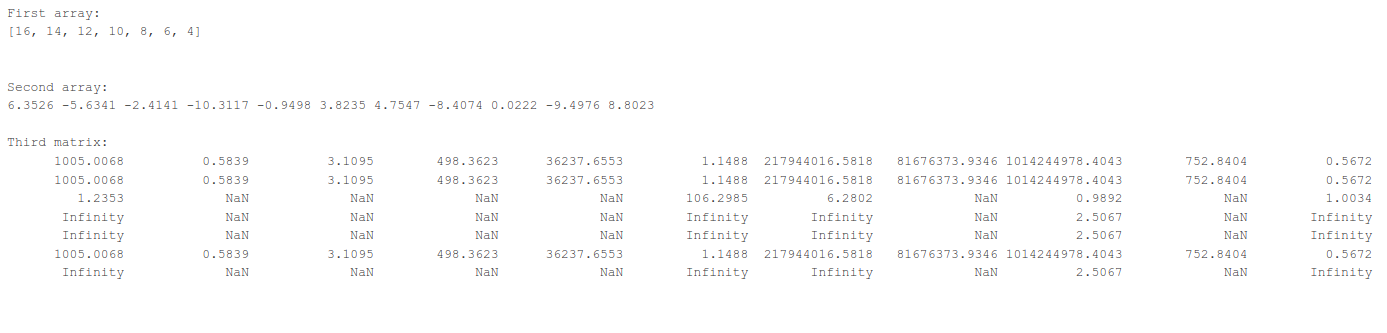 First array:
[16, 14, 12, 10, 8, 6, 4]
Second array:
6.3526 -5.6341 -2.4141 -10.3117 -0.9498 3.8235 4.7547 -8.4074 0.0222 -9.4976 8.8023
Third matrix:
1005.0068 0.5839 3.1095 498.3623 36237.6553 1.1488 217944016.5818 81676373.9346 1014244978.4043 752.8404 0.5672
1005.0068 0.5839 3.1095 498.3623 36237.6553 1.1488 217944016.5818 81676373.9346 1014244978.4043 752.8404 0.5672
1.2353 NaN NaN NaN NaN 106.2985 6.2802 NaN 0.9892 NaN 1.0034
Infinity NaN NaN NaN NaN Infinity Infinity NaN 2.5067 NaN Infinity
Infinity NaN NaN NaN NaN Infinity Infinity NaN 2.5067 NaN Infinity
1005.0068 0.5839 3.1095 498.3623 36237.6553 1.1488 217944016.5818 81676373.9346 1014244978.4043 752.8404 0.5672
Infinity NaN NaN NaN NaN Infinity Infinity NaN 2.5067 NaN Infinity